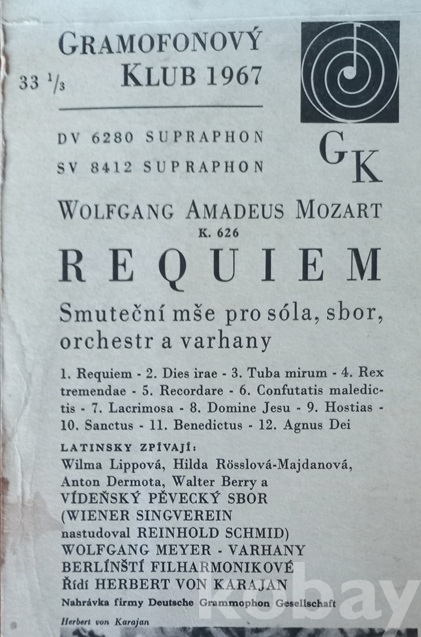 GRAMOFONOVÝ
33 1/3 KLUB 1967
DV 6280 SUPRAPHON
SV 8412 SUPRAPHON
GK
WOLFGANG AMADEUS MOZART
K. 626
REQUIEM
Smuteční mše pro sóla, sbor,
orchestr a varhany
1. Requiem - 2. Dies irae - 3. Tuba mirum - 4. Rex
tremendae - 5. Recordare - 6. Confutatis maledic-
tis - 7. Lacrimosa - 8. Domine Jesu - 9. Hostias -
10. Sanctus - 11. Benedictus - 12. Agnus Dei
LATINSKY ZPÍVAJÍ:
Wilma Lippová, Hilda Rösslová-Majdanová,
Anton Dermota, Walter Berry a
VÍDEŇSKÝ PĚVECKÝ SBOR
(WIENER SINGVEREIN
nastudoval REINHOLD SCHMID)
WOLFGANG MEYER - VARHANY
BERLÍNŠTÍ FILHARMONIKOVÉ
Řídí HERBERT VON KARAJAN
Nahrávka firmy Deutsche Grammophon Gesellschaft
Herbert von Karajan
kebay